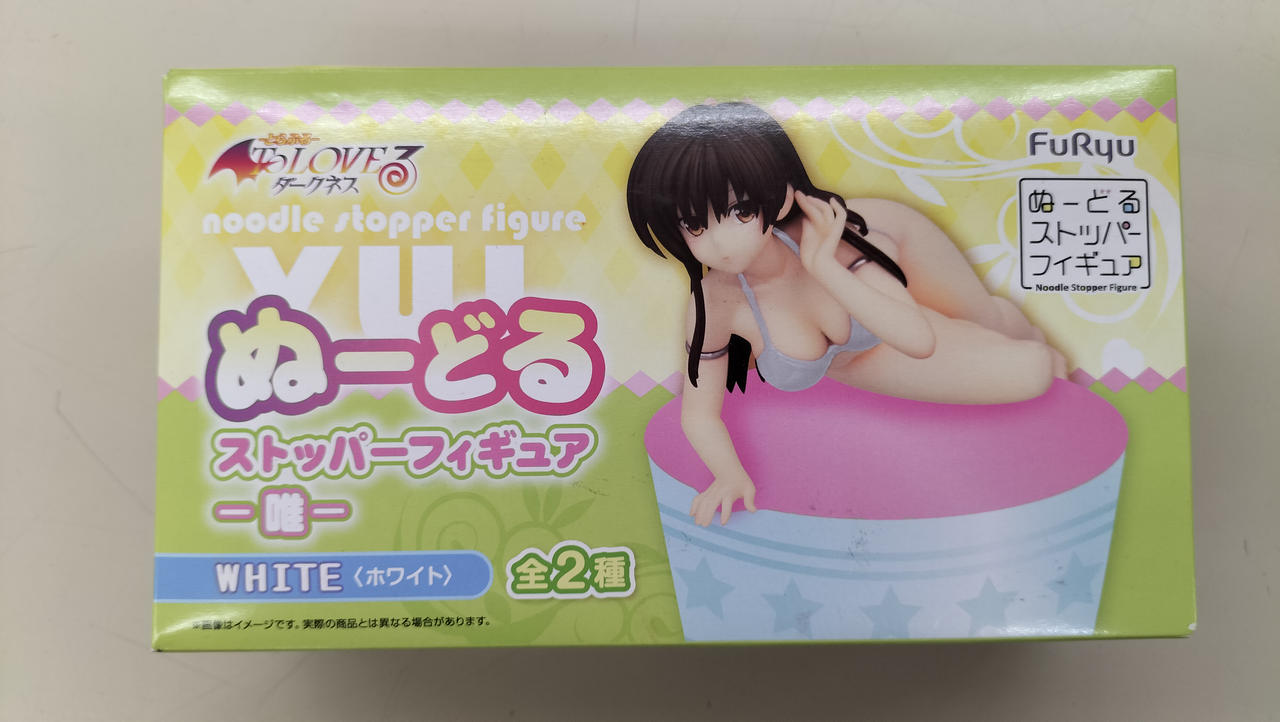 -とらぶる-
To LOVEる
ダークネス
noodle stopper figure
YUI
ぬーどる
ストッパーフィギュア
ー唯ー
WHITE〈ホワイト〉
全2種
※画像はイメージです。実際の商品とは異なる場合があります。
FuRyu
ぬーどる
ストッパー
フィギュア
Noodle Stopper Figure